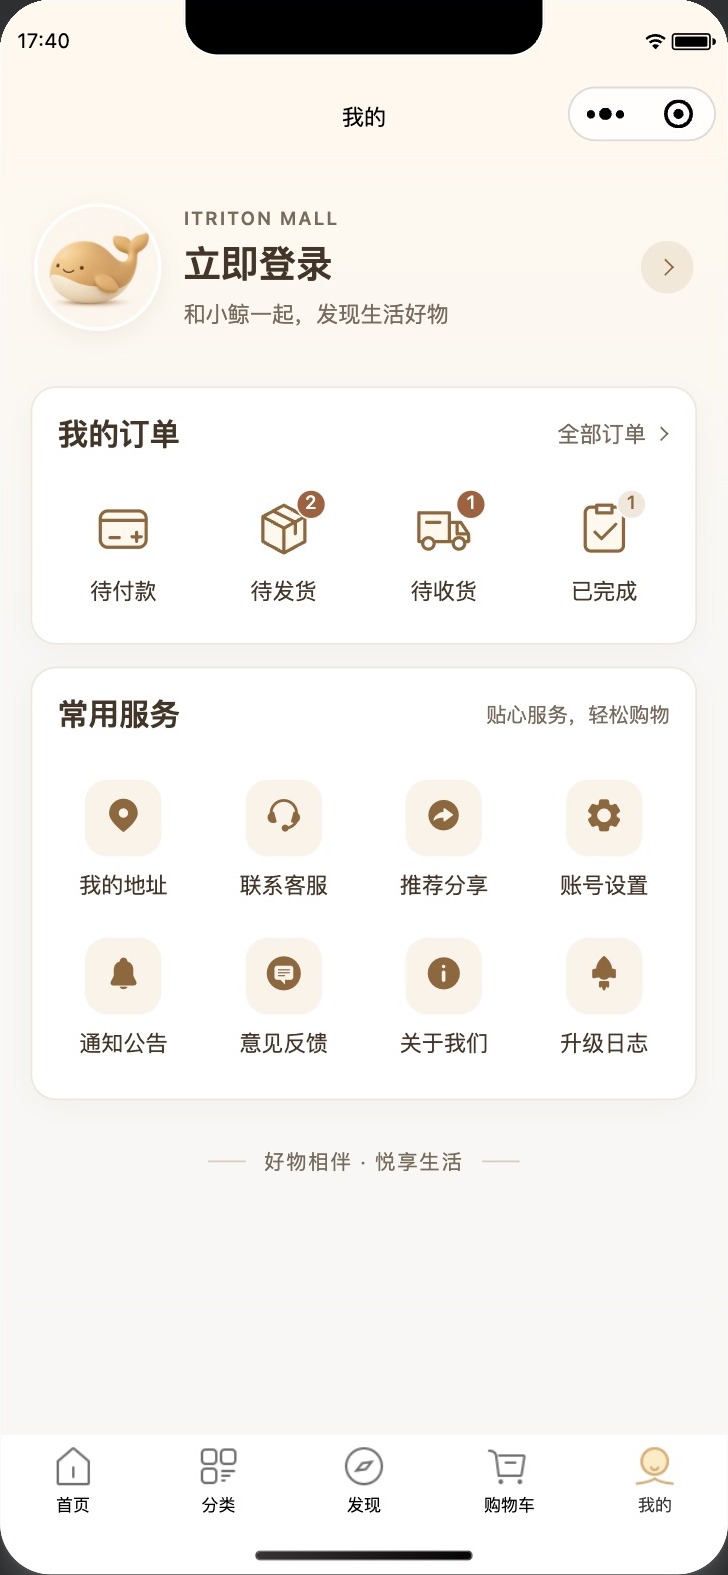 17:40
我的
ITRITON MALL
立即登录
和小鲸一起，发现生活好物
我的订单
全部订单
2
1
1
待付款
待发货
待收货
已完成
常用服务
贴心服务，轻松购物
我的地址
联系客服
推荐分享
账号设置
通知公告
意见反馈
关于我们
升级日志
好物相伴 · 悦享生活
首页
分类
发现
购物车
我的